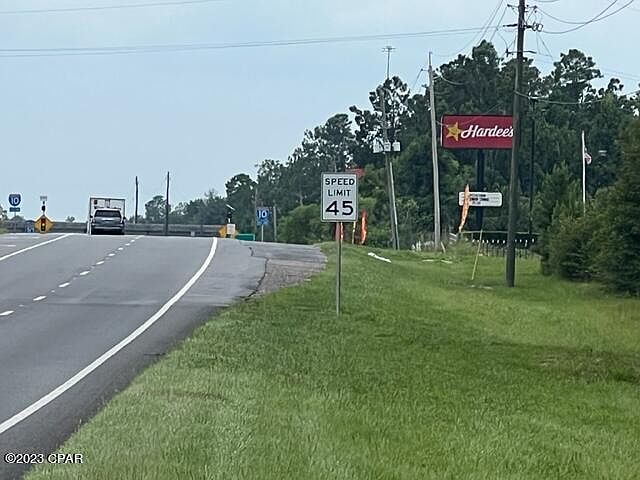 Hardee's
SPEED
LIMIT
45
10
10
©2023 CPAR